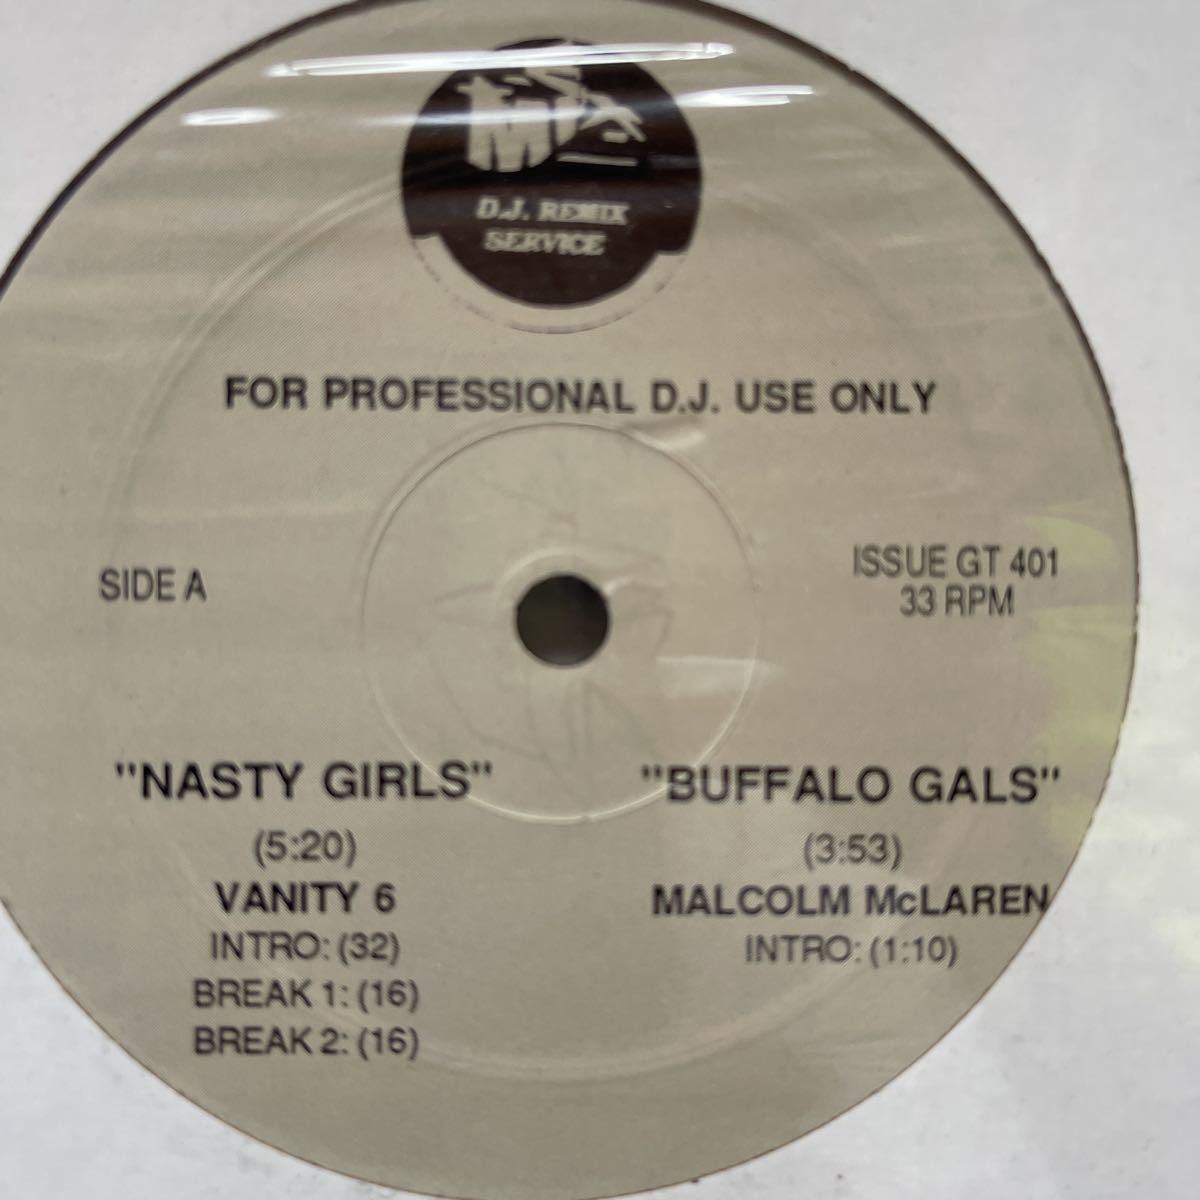 D.J. REMIX
SERVICE
FOR PROFESSIONAL D.J. USE ONLY
SIDE A
ISSUE GT 401
33 RPM
"NASTY GIRLS"
(5:20)
VANITY 6
INTRO: (32)
BREAK 1: (16)
BREAK 2: (16)
"BUFFALO GALS"
(3:53)
MALCOLM McLAREN
INTRO: (1:10)